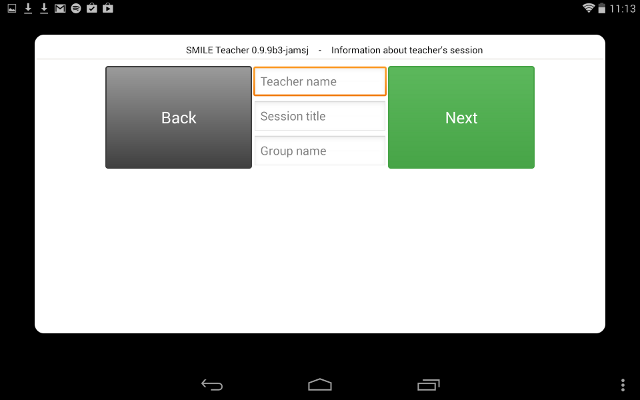 11:13
SMILE Teacher 0.9.9b3-jamsj - Information about teacher's session
Back
Teacher name
Session title
Group name
Next